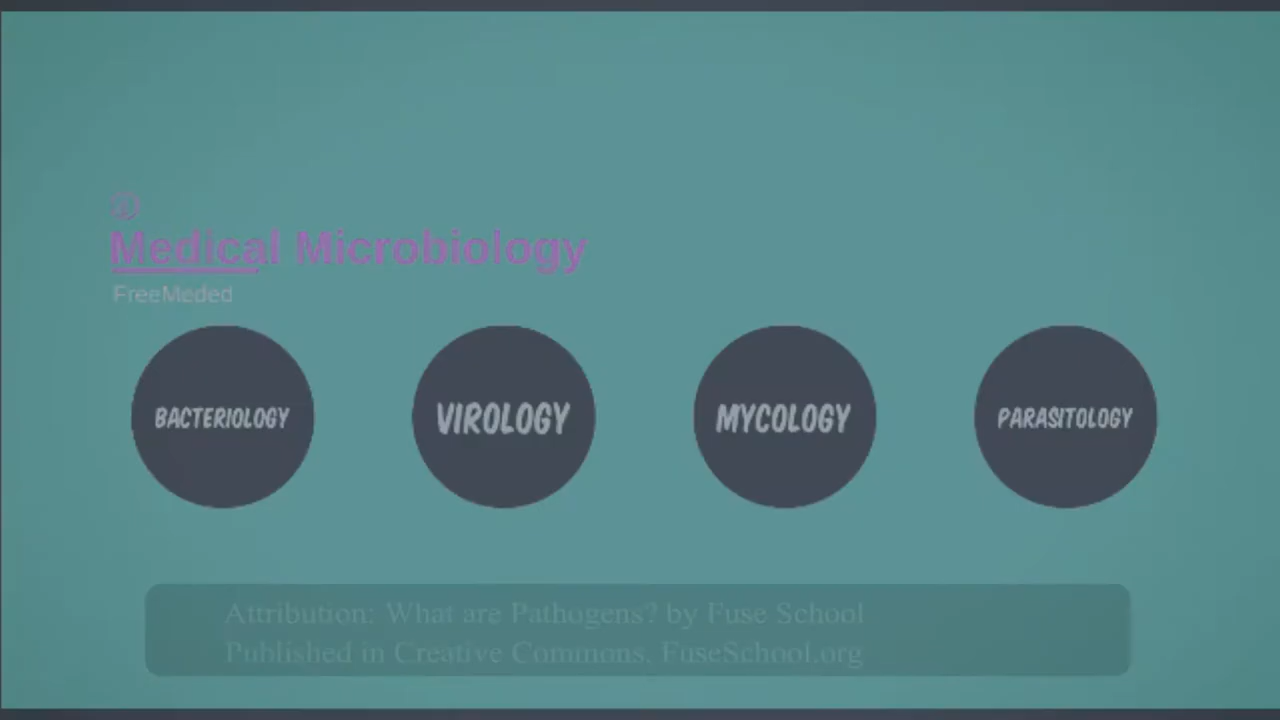 Medical Microbiology
FreeMeded
BACTERIOLOGY
VIROLOGY
MYCOLOGY
PARASITOLOGY
Attribution: What are Pathogens? by Fuse School
Published in Creative Commons. FuseSchool.org